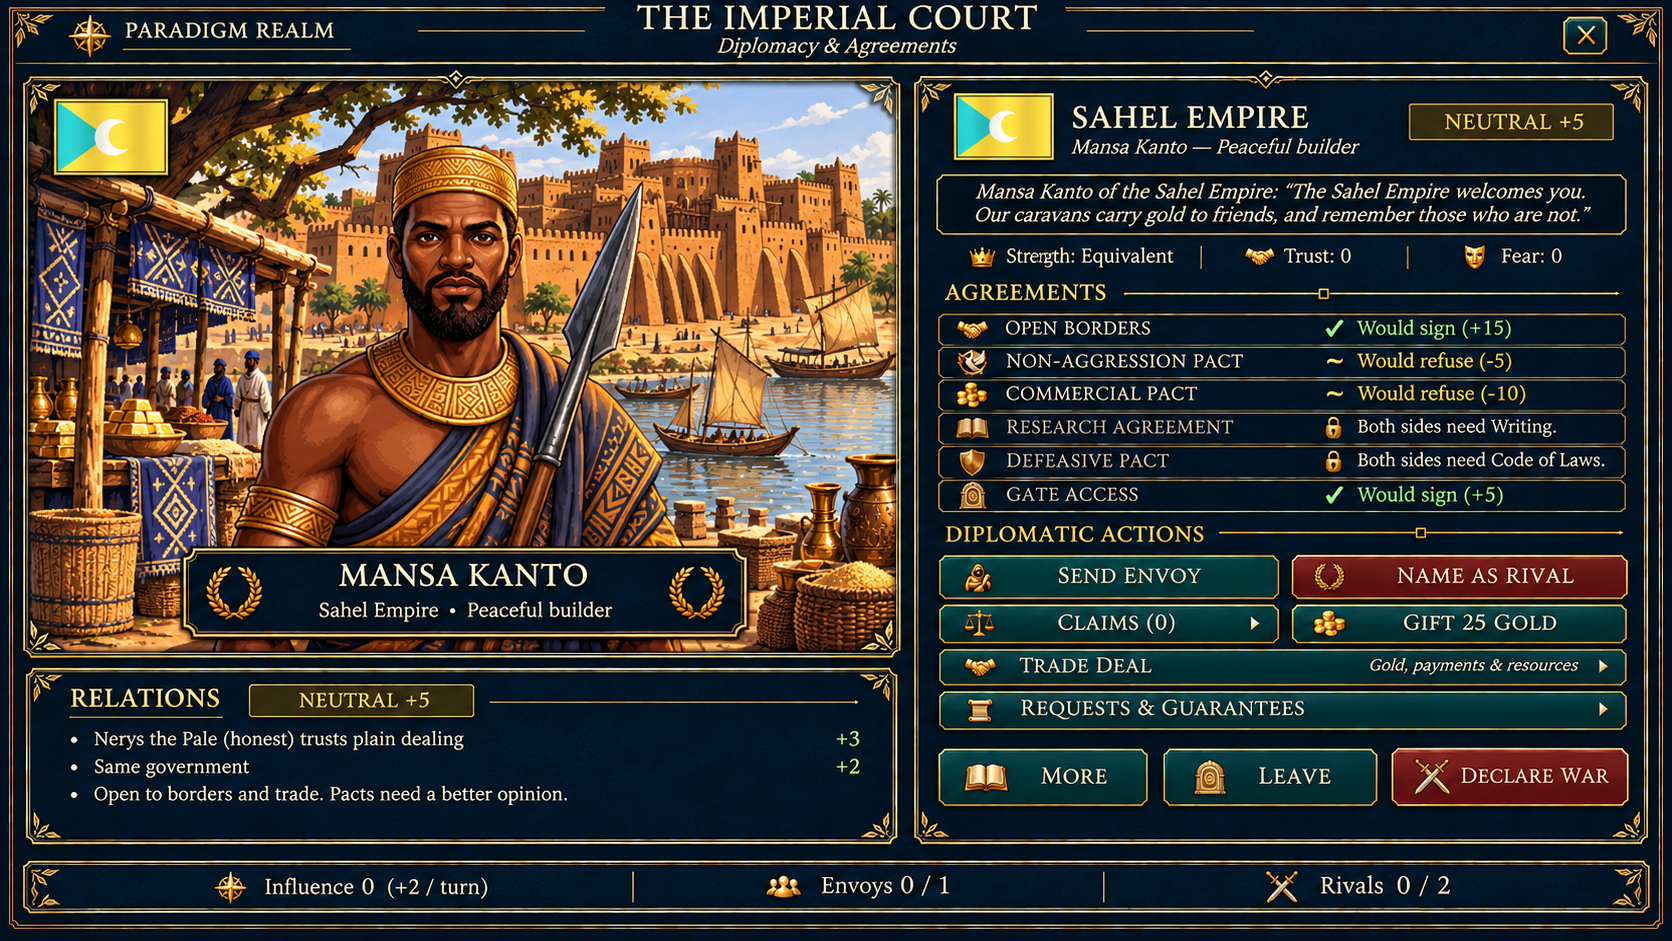 PARADIGM REALM
THE IMPERIAL COURT
Diplomacy & Agreements
MANSA KANTO
Sahel Empire • Peaceful builder
RELATIONS
NEUTRAL +5
• Nerys the Pale (honest) trusts plain dealing +3
• Same government +2
• Open to borders and trade. Pacts need a better opinion.
SAHEL EMPIRE
Mansa Kanto — Peaceful builder
NEUTRAL +5
Mansa Kanto of the Sahel Empire: “The Sahel Empire welcomes you.
Our caravans carry gold to friends, and remember those who are not.”
Strength: Equivalent
Trust: 0
Fear: 0
AGREEMENTS
OPEN BORDERS ✓ Would sign (+15)
NON-AGGRESSION PACT ~ Would refuse (-5)
COMMERCIAL PACT ~ Would refuse (-10)
RESEARCH AGREEMENT Both sides need Writing.
DEFEASIVE PACT Both sides need Code of Laws.
GATE ACCESS ✓ Would sign (+5)
DIPLOMATIC ACTIONS
SEND ENVOY
NAME AS RIVAL
CLAIMS (0)
GIFT 25 GOLD
TRADE DEAL Gold, payments & resources
REQUESTS & GUARANTEES
MORE
LEAVE
DECLARE WAR
Influence 0 (+2 / turn)
Envoys 0 / 1
Rivals 0 / 2